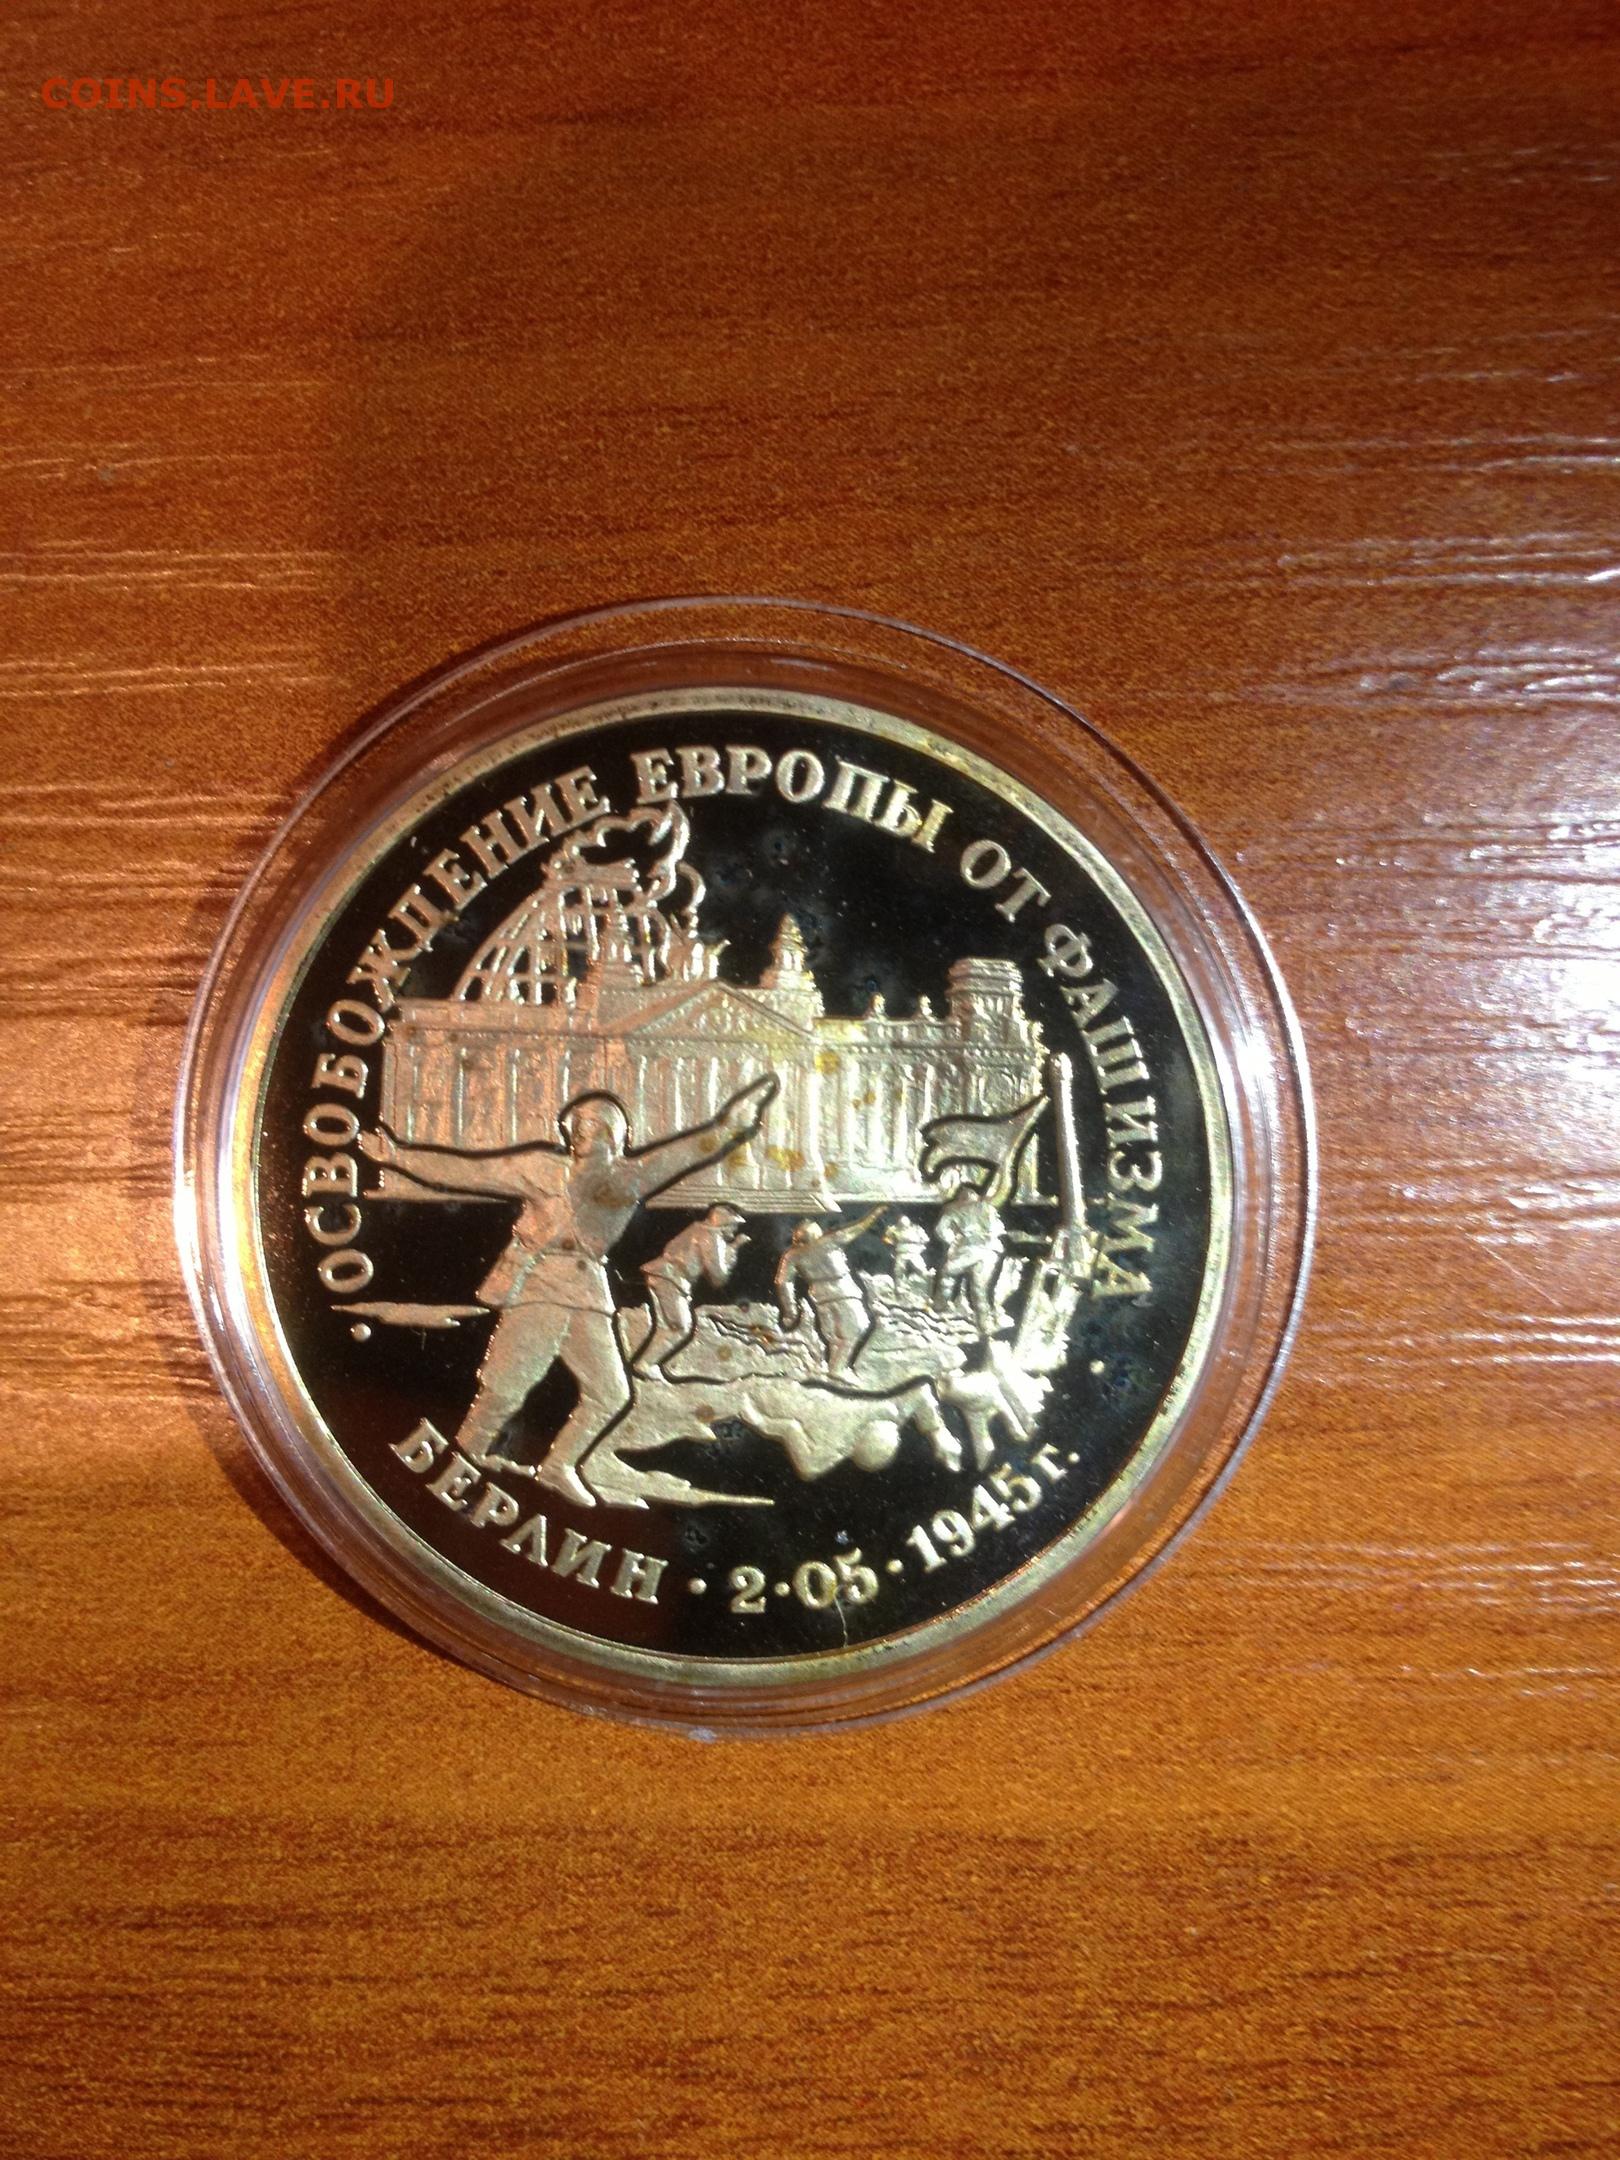 COINS.LAVE.RU
• ОСВОБОЖДЕНИЕ ЕВРОПЫ ОТ ФАШИЗМА •
БЕРЛИН • 2•05•1945 г.